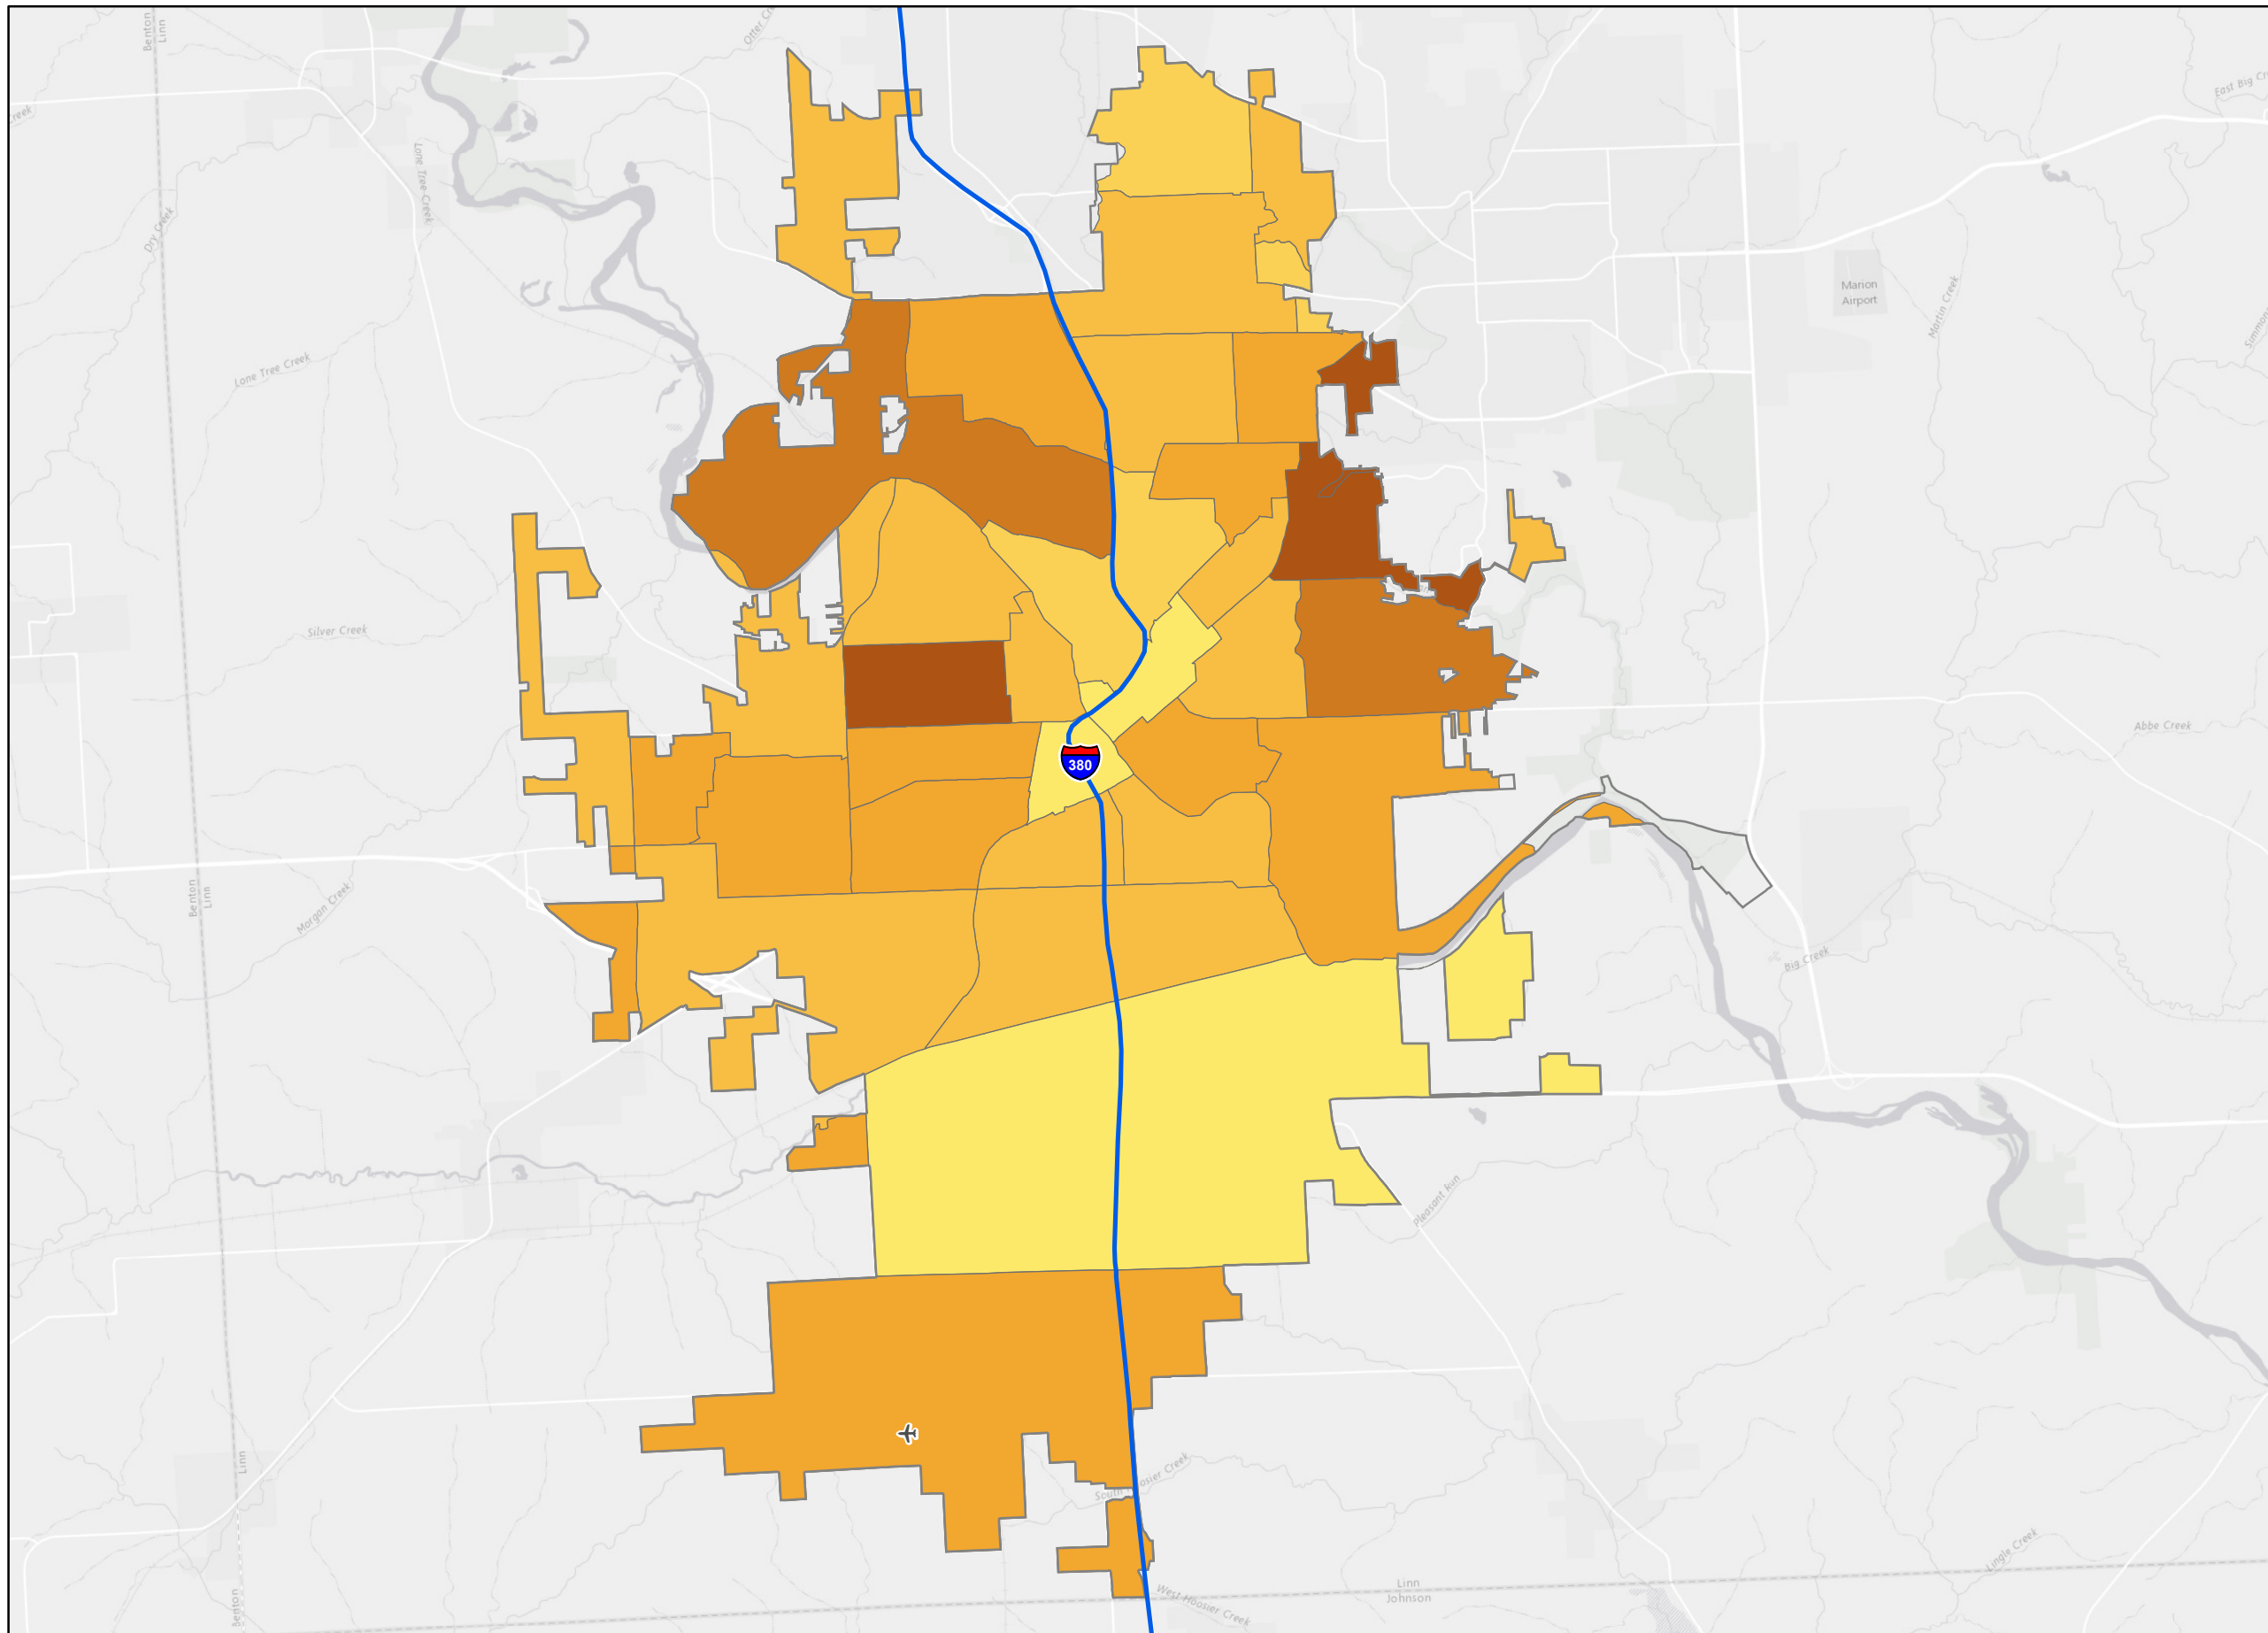 Benton
Linn
Otter Cr
East Big Cr
Creek
Lone Tree Creek
Dry Creek
Marion
Airport
Martin Creek
Simmons
Lone Tree Creek
Silver Creek
Abbe Creek
380
Benton
Linn
Morgan Creek
Big Creek
Pleasant Run
Linn
South Hoosier Creek
Lingle Creek
Benton
West Hoosier Creek
Linn
Johnson